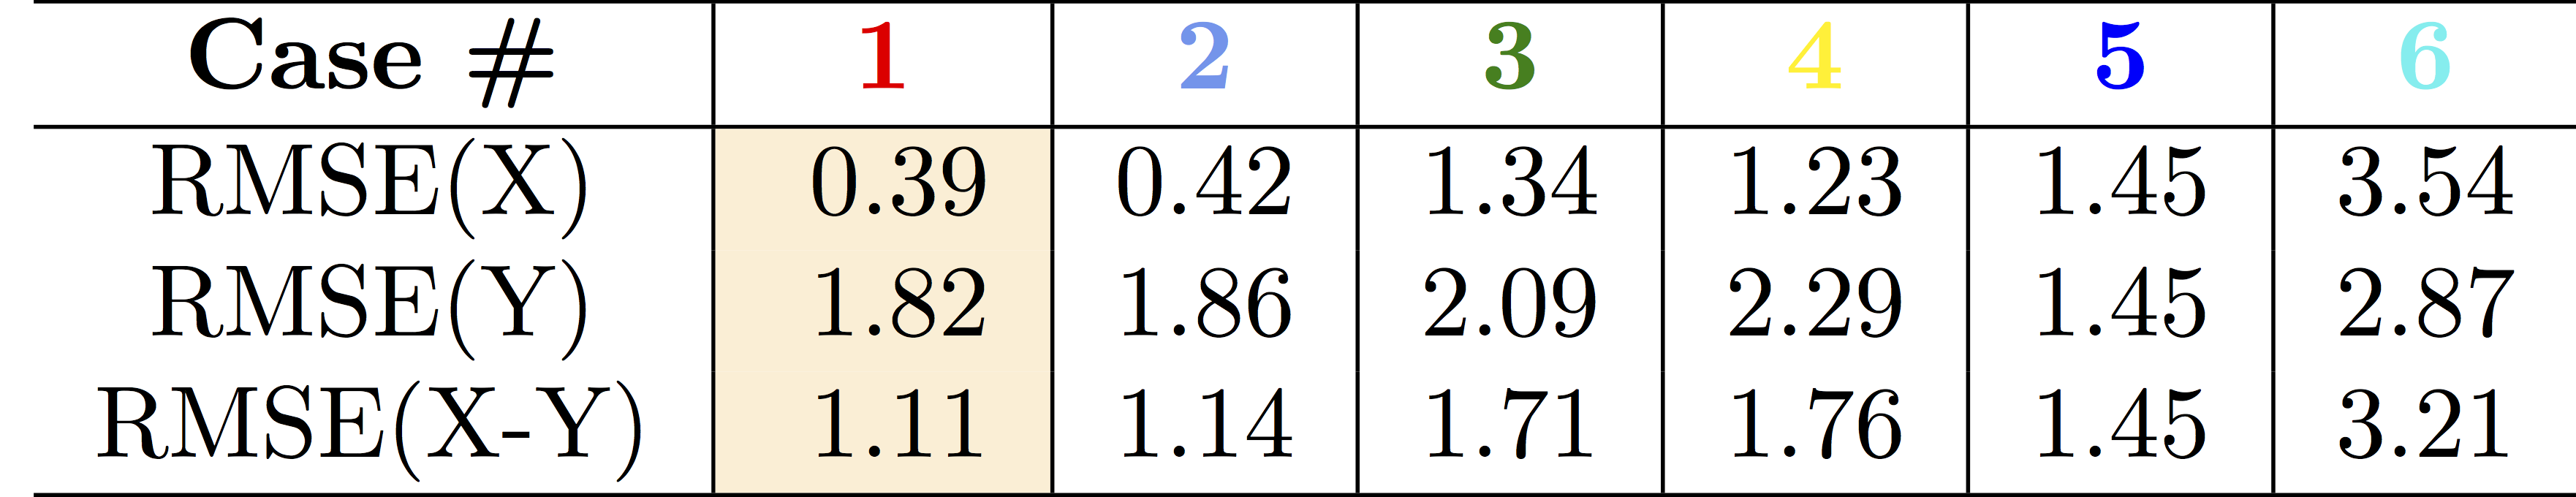 Case # 1 2 3 4 5 6
RMSE(X) 0.39 0.42 1.34 1.23 1.45 3.54
RMSE(Y) 1.82 1.86 2.09 2.29 1.45 2.87
RMSE(X-Y) 1.11 1.14 1.71 1.76 1.45 3.21